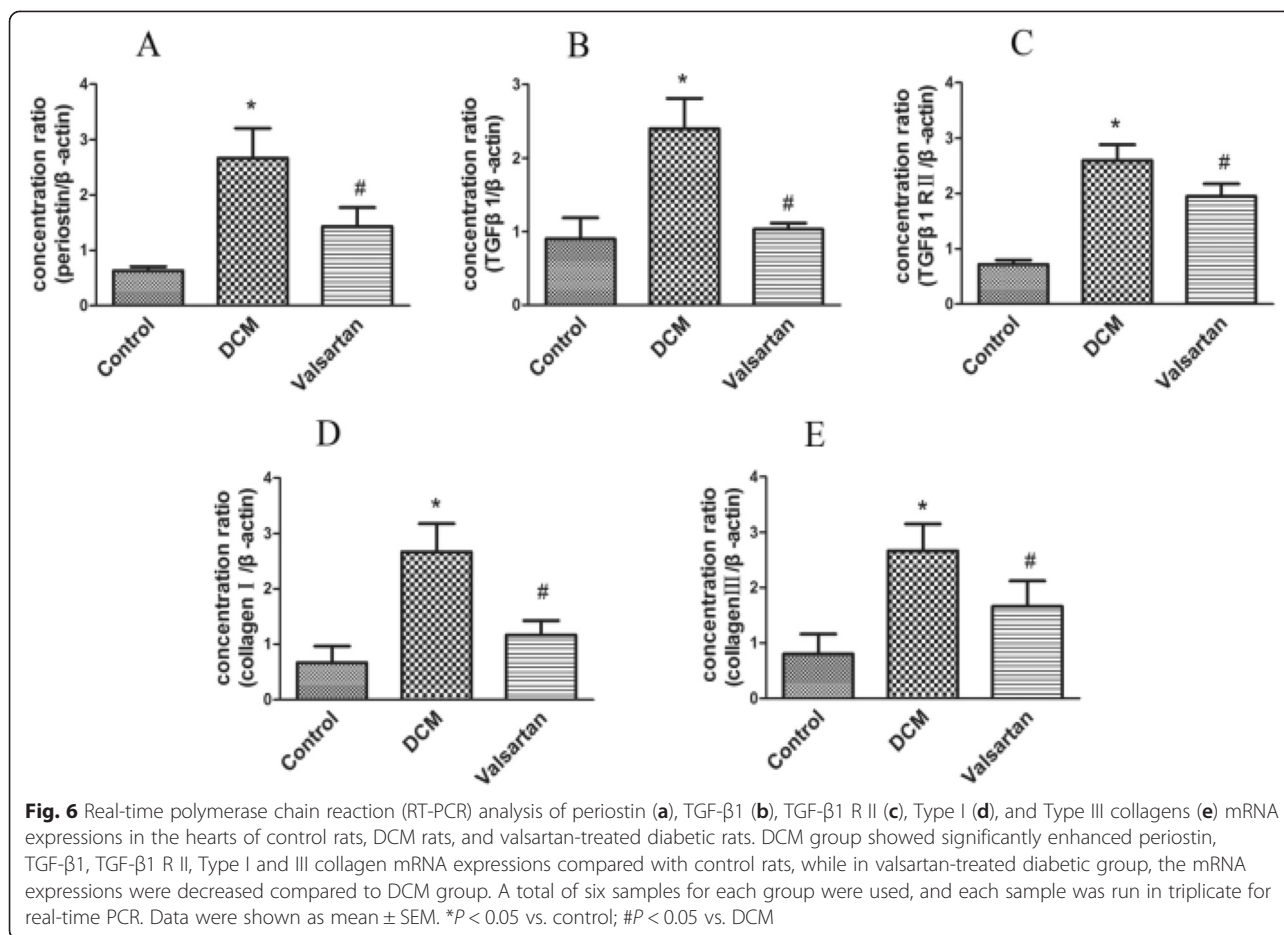 A
concentration ratio
(periostin/β -actin)
4
3
2
1
0
*
#
Control
DCM
Valsartan
B
concentration ratio
(TGFβ 1/β -actin)
3
2
1
0
*
#
Control
DCM
Valsartan
C
concentration ratio
(TGFβ 1 R II/β -actin)
4
3
2
1
0
*
#
Control
DCM
Valsartan
D
concentration ratio
(collagen I /β -actin)
4
3
2
1
0
*
#
Control
DCM
Valsartan
E
concentration ratio
(collagenIII/β -actin)
4
3
2
1
0
*
#
Control
DCM
Valsartan
Fig. 6 Real-time polymerase chain reaction (RT-PCR) analysis of periostin (a), TGF-β1 (b), TGF-β1 R II (c), Type I (d), and Type III collagens (e) mRNA
expressions in the hearts of control rats, DCM rats, and valsartan-treated diabetic rats. DCM group showed significantly enhanced periostin,
TGF-β1, TGF-β1 R II, Type I and III collagen mRNA expressions compared with control rats, while in valsartan-treated diabetic group, the mRNA
expressions were decreased compared to DCM group. A total of six samples for each group were used, and each sample was run in triplicate for
real-time PCR. Data were shown as mean ± SEM. *P < 0.05 vs. control; #P < 0.05 vs. DCM